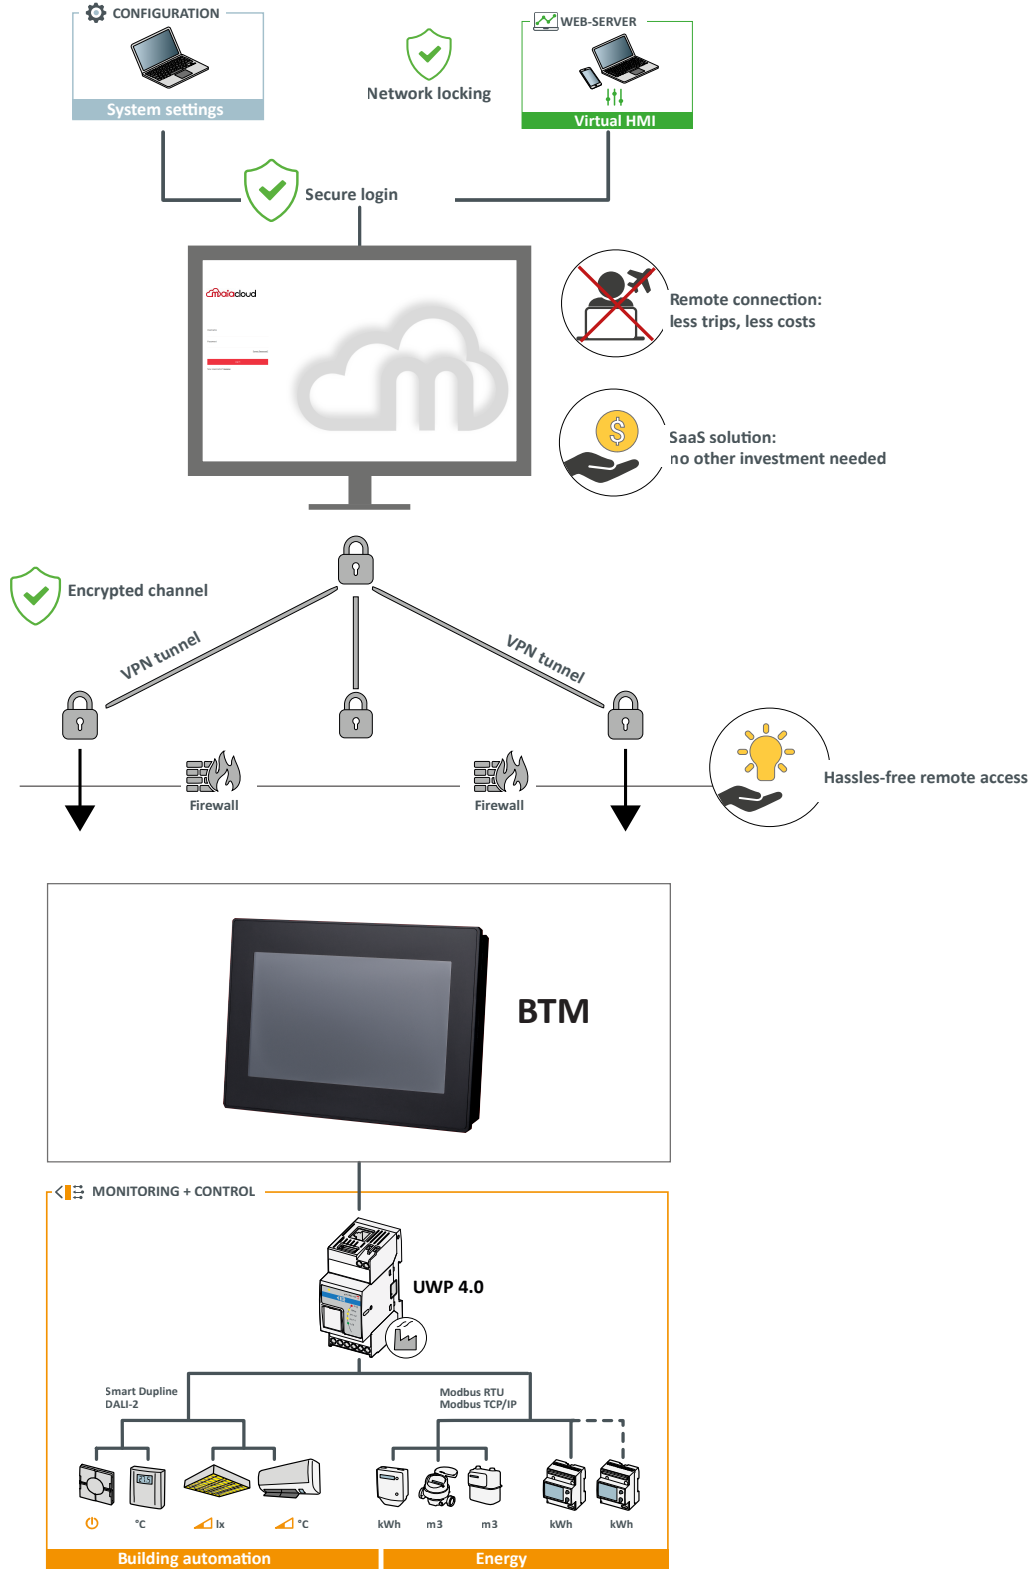 CONFIGURATION
WEB-SERVER
System settings
Network locking
Virtual HMI
Secure login
maiacloud
Remote connection:
less trips, less costs
SaaS solution:
no other investment needed
Encrypted channel
VPN tunnel
VPN tunnel
Firewall
Firewall
Hassles-free remote access
BTM
MONITORING + CONTROL
UWP 4.0
Smart Dupline
DALI-2
Modbus RTU
Modbus TCP/IP
21.5
°C
lx
°C
kWh
m3
m3
kWh
kWh
Building automation
Energy